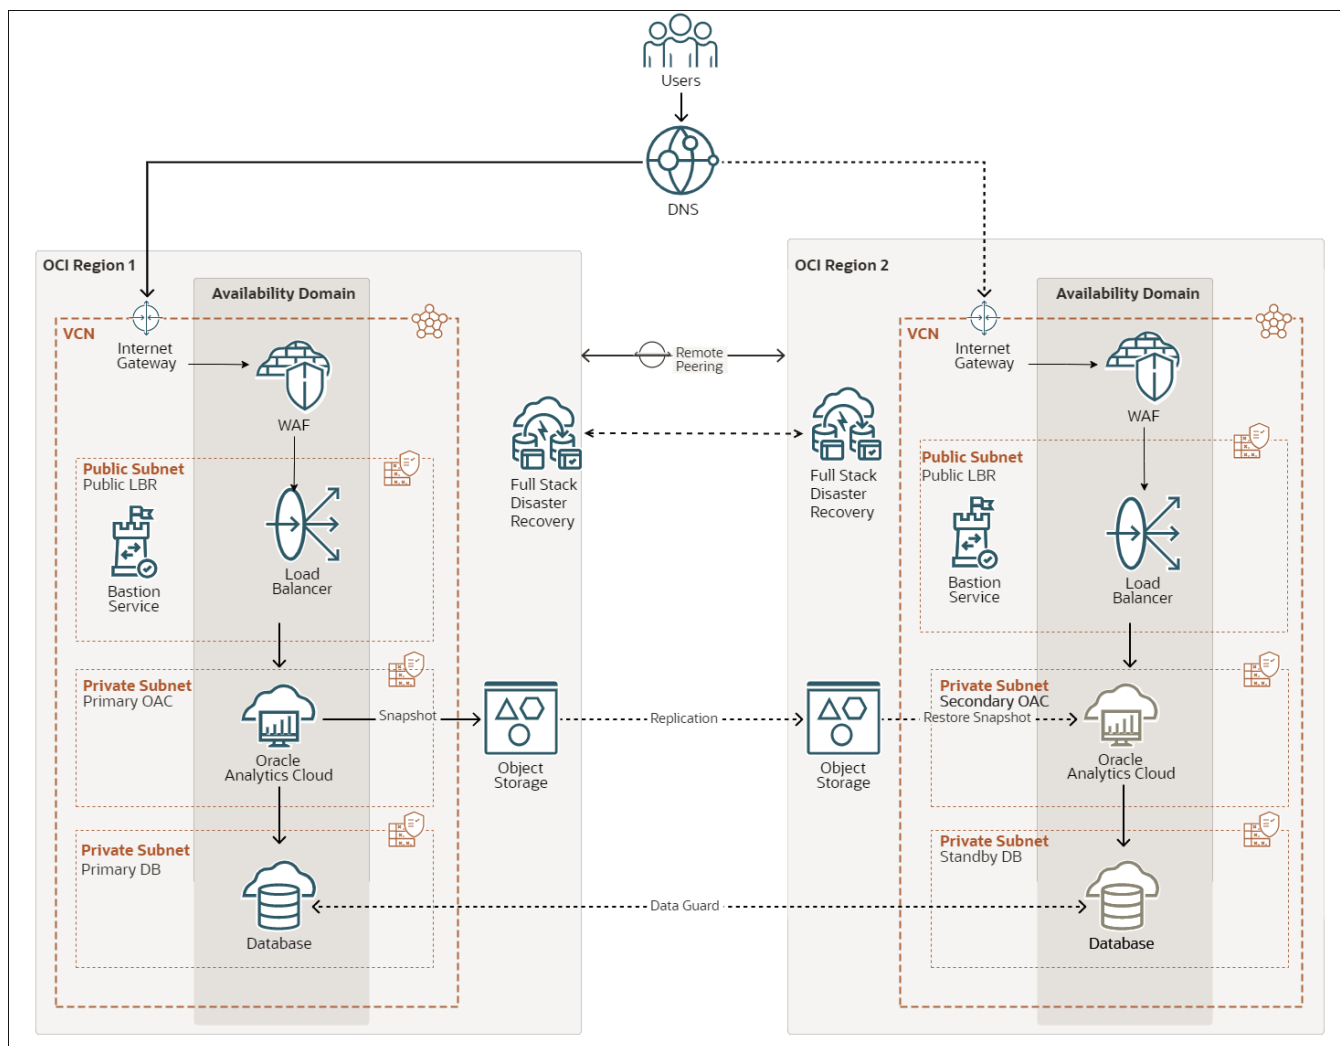 Users
DNS
OCI Region 1
Availability Domain
VCN
Internet
Gateway
WAF
Public Subnet
Public LBR
Bastion
Service
Load
Balancer
Private Subnet
Primary OAC
Oracle
Analytics Cloud
Snapshot
Object
Storage
Private Subnet
Primary DB
Database
Remote
Peering
Full Stack
Disaster
Recovery
Full Stack
Disaster
Recovery
Replication
Data Guard
OCI Region 2
Availability Domain
VCN
Internet
Gateway
WAF
Public Subnet
Public LBR
Bastion
Service
Load
Balancer
Object
Storage
Private Subnet
Secondary OAC
Restore Snapshot
Oracle
Analytics Cloud
Private Subnet
Standby DB
Database